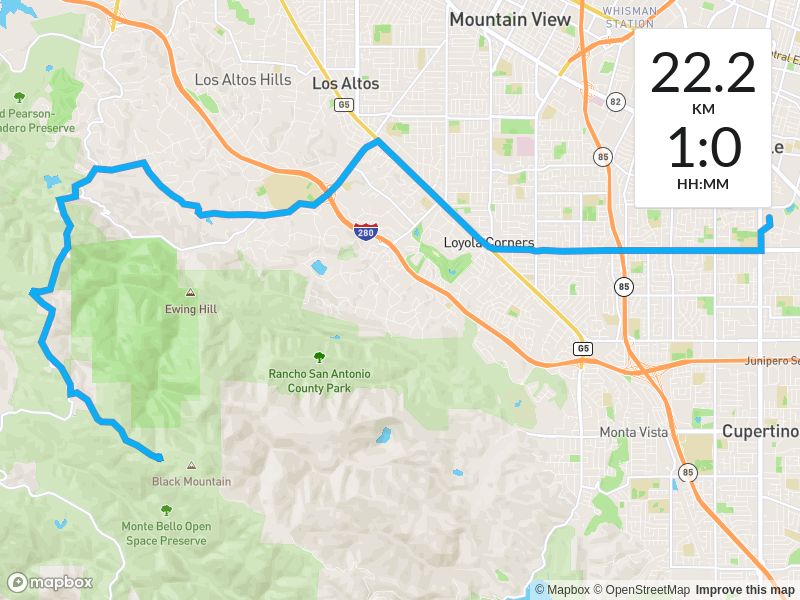 WHISMAN
STATION
Mountain View
Central E
Los Altos Hills
Los Altos
G5
82
22.2
KM
1:0
HH:MM
le
d Pearson-
ndero Preserve
85
280
Loyola Corners
85
Ewing Hill
G5
Rancho San Antonio
County Park
Junipero Se
Monta Vista
Cupertino
85
Black Mountain
Monte Bello Open
Space Preserve
mapbox
© Mapbox © OpenStreetMap Improve this map